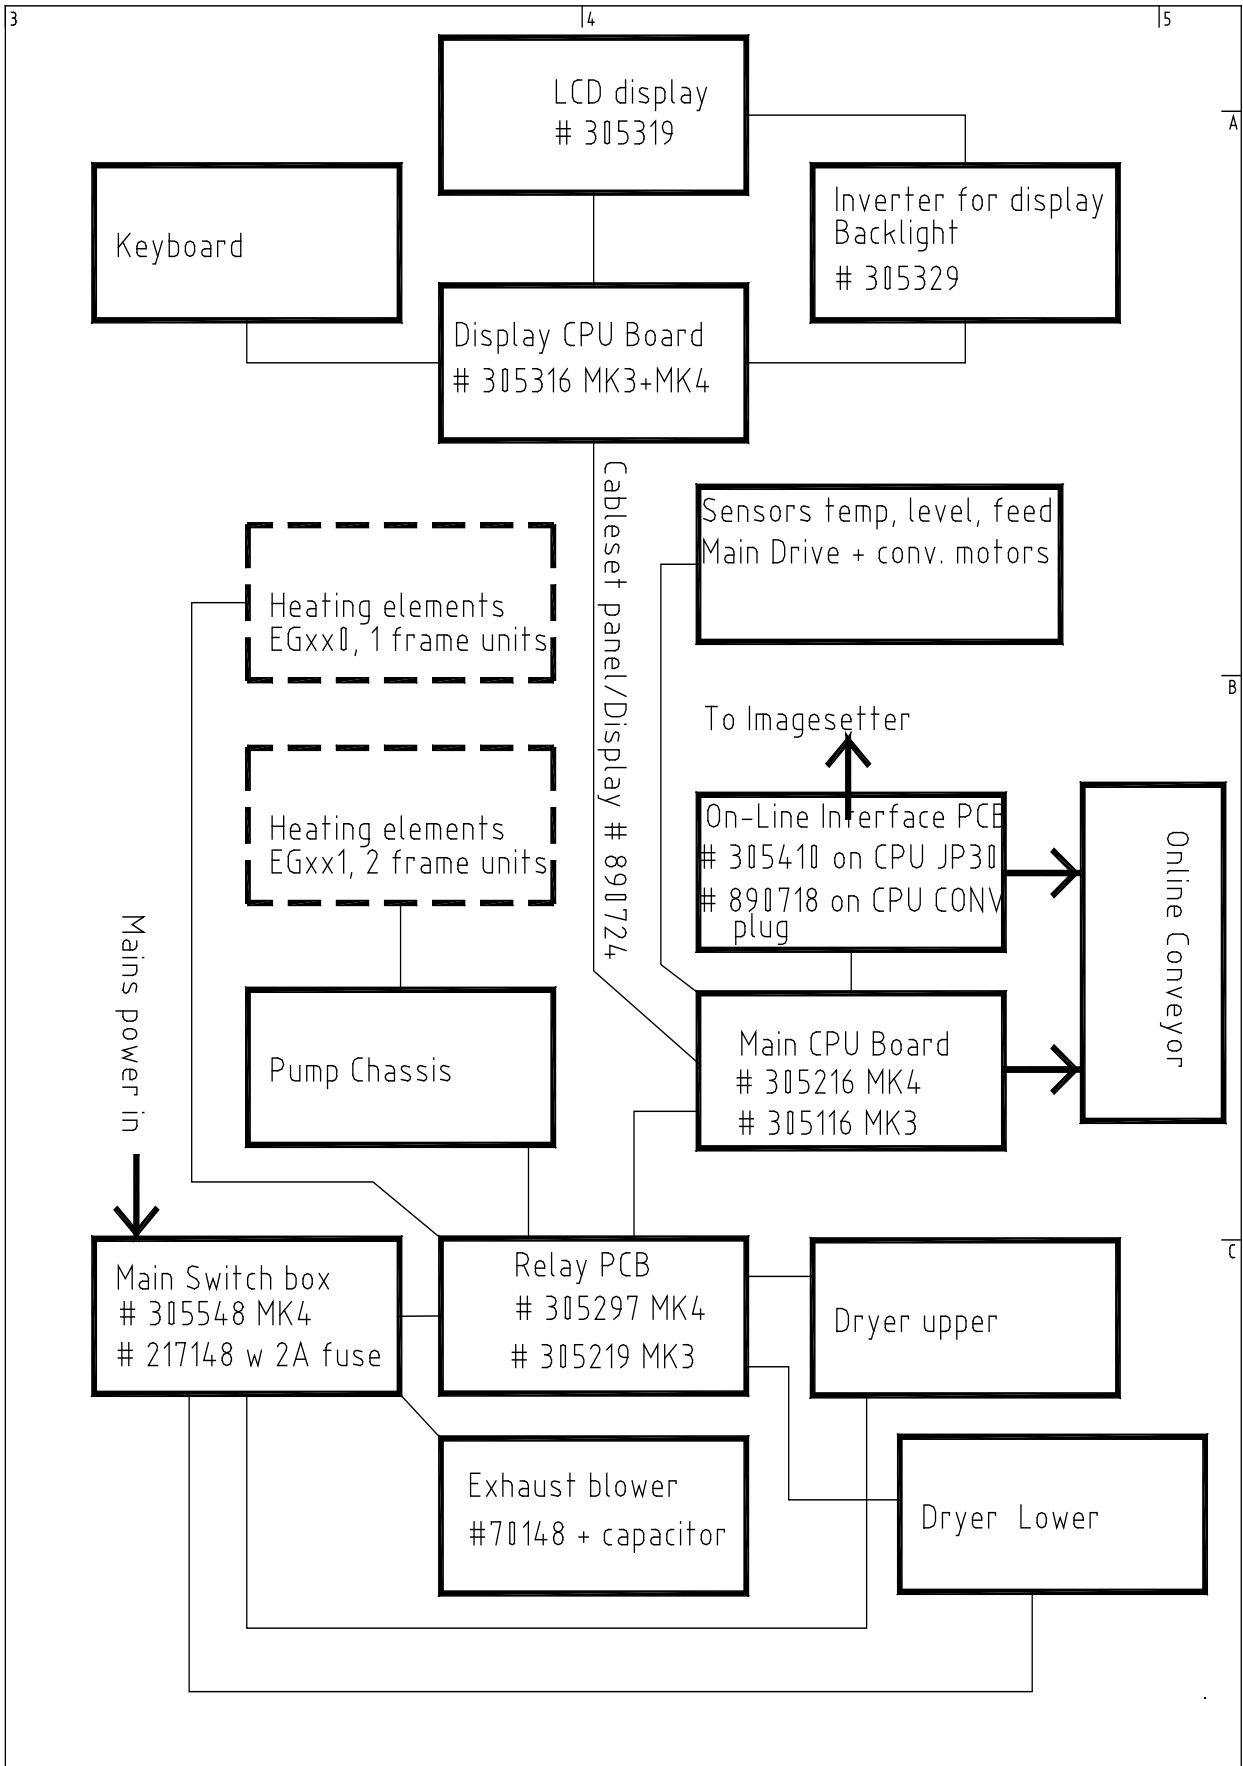 3
4
5
A
LCD display
# 305319
Keyboard
Inverter for display
Backlight
# 305329
Display CPU Board
# 305316 MK3+MK4
Cableset panel/Display # 890724
Sensors temp, level, feed
Main Drive + conv. motors
Heating elements
EGxx0, 1 frame units
B
To Imagesetter
Heating elements
EGxx1, 2 frame units
On-Line Interface PCB
# 305410 on CPU JP30
# 890718 on CPU CONV
plug
Online Conveyor
Mains power in
Pump Chassis
Main CPU Board
# 305216 MK4
# 305116 MK3
C
Main Switch box
# 305548 MK4
# 217148 w 2A fuse
Relay PCB
# 305297 MK4
# 305219 MK3
Dryer upper
Exhaust blower
#70148 + capacitor
Dryer Lower